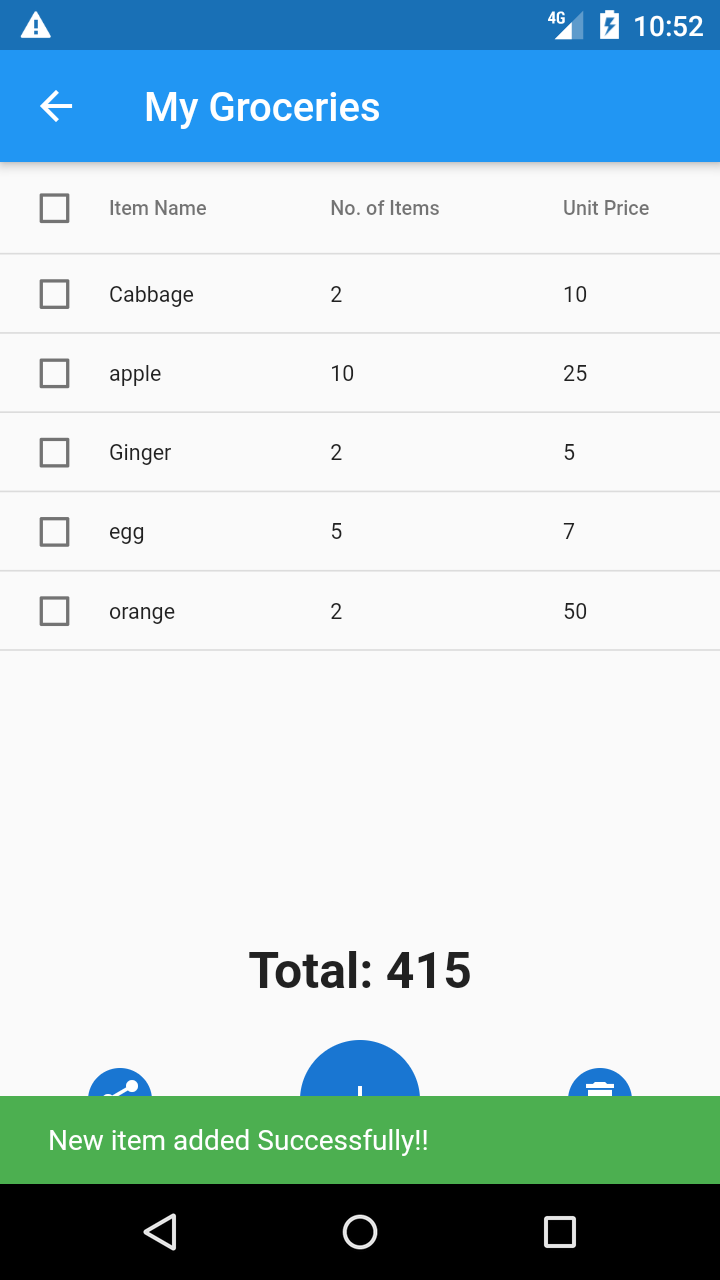 4G 10:52
My Groceries
Item Name No. of Items Unit Price
Cabbage 2 10
apple 10 25
Ginger 2 5
egg 5 7
orange 2 50
Total: 415
New item added Successfully!!